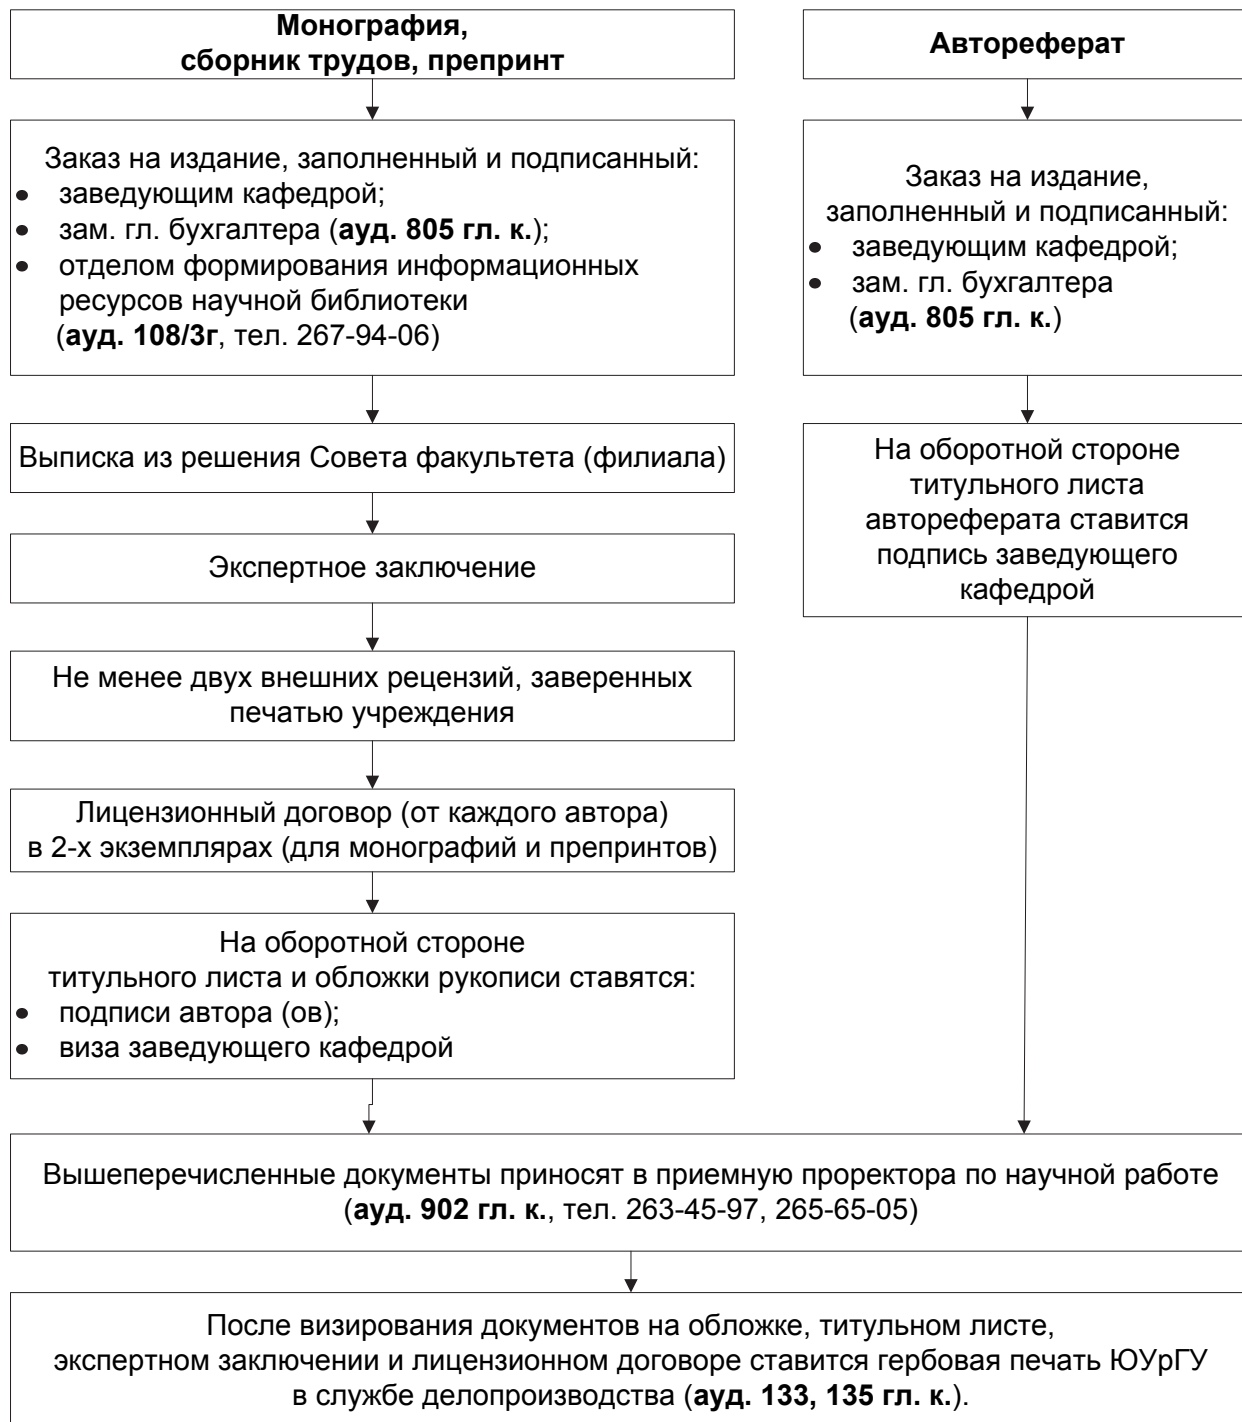 Монография,
сборник трудов, препринт
Автореферат
Заказ на издание, заполненный и подписанный:
• заведующим кафедрой;
• зам. гл. бухгалтера (ауд. 805 гл. к.);
• отделом формирования информационных
ресурсов научной библиотеки
(ауд. 108/3г, тел. 267-94-06)
Заказ на издание,
заполненный и подписанный:
• заведующим кафедрой;
• зам. гл. бухгалтера
(ауд. 805 гл. к.)
Выписка из решения Совета факультета (филиала)
Экспертное заключение
Не менее двух внешних рецензий, заверенных
печатью учреждения
Лицензионный договор (от каждого автора)
в 2-х экземплярах (для монографий и препринтов)
На оборотной стороне
титульного листа и обложки рукописи ставятся:
• подписи автора (ов);
• виза заведующего кафедрой
На оборотной стороне
титульного листа
автореферата ставится
подпись заведующего
кафедрой
Вышеперечисленные документы приносят в приемную проректора по научной работе
(ауд. 902 гл. к., тел. 263-45-97, 265-65-05)
После визирования документов на обложке, титульном листе,
экспертном заключении и лицензионном договоре ставится гербовая печать ЮУрГУ
в службе делопроизводства (ауд. 133, 135 гл. к.).